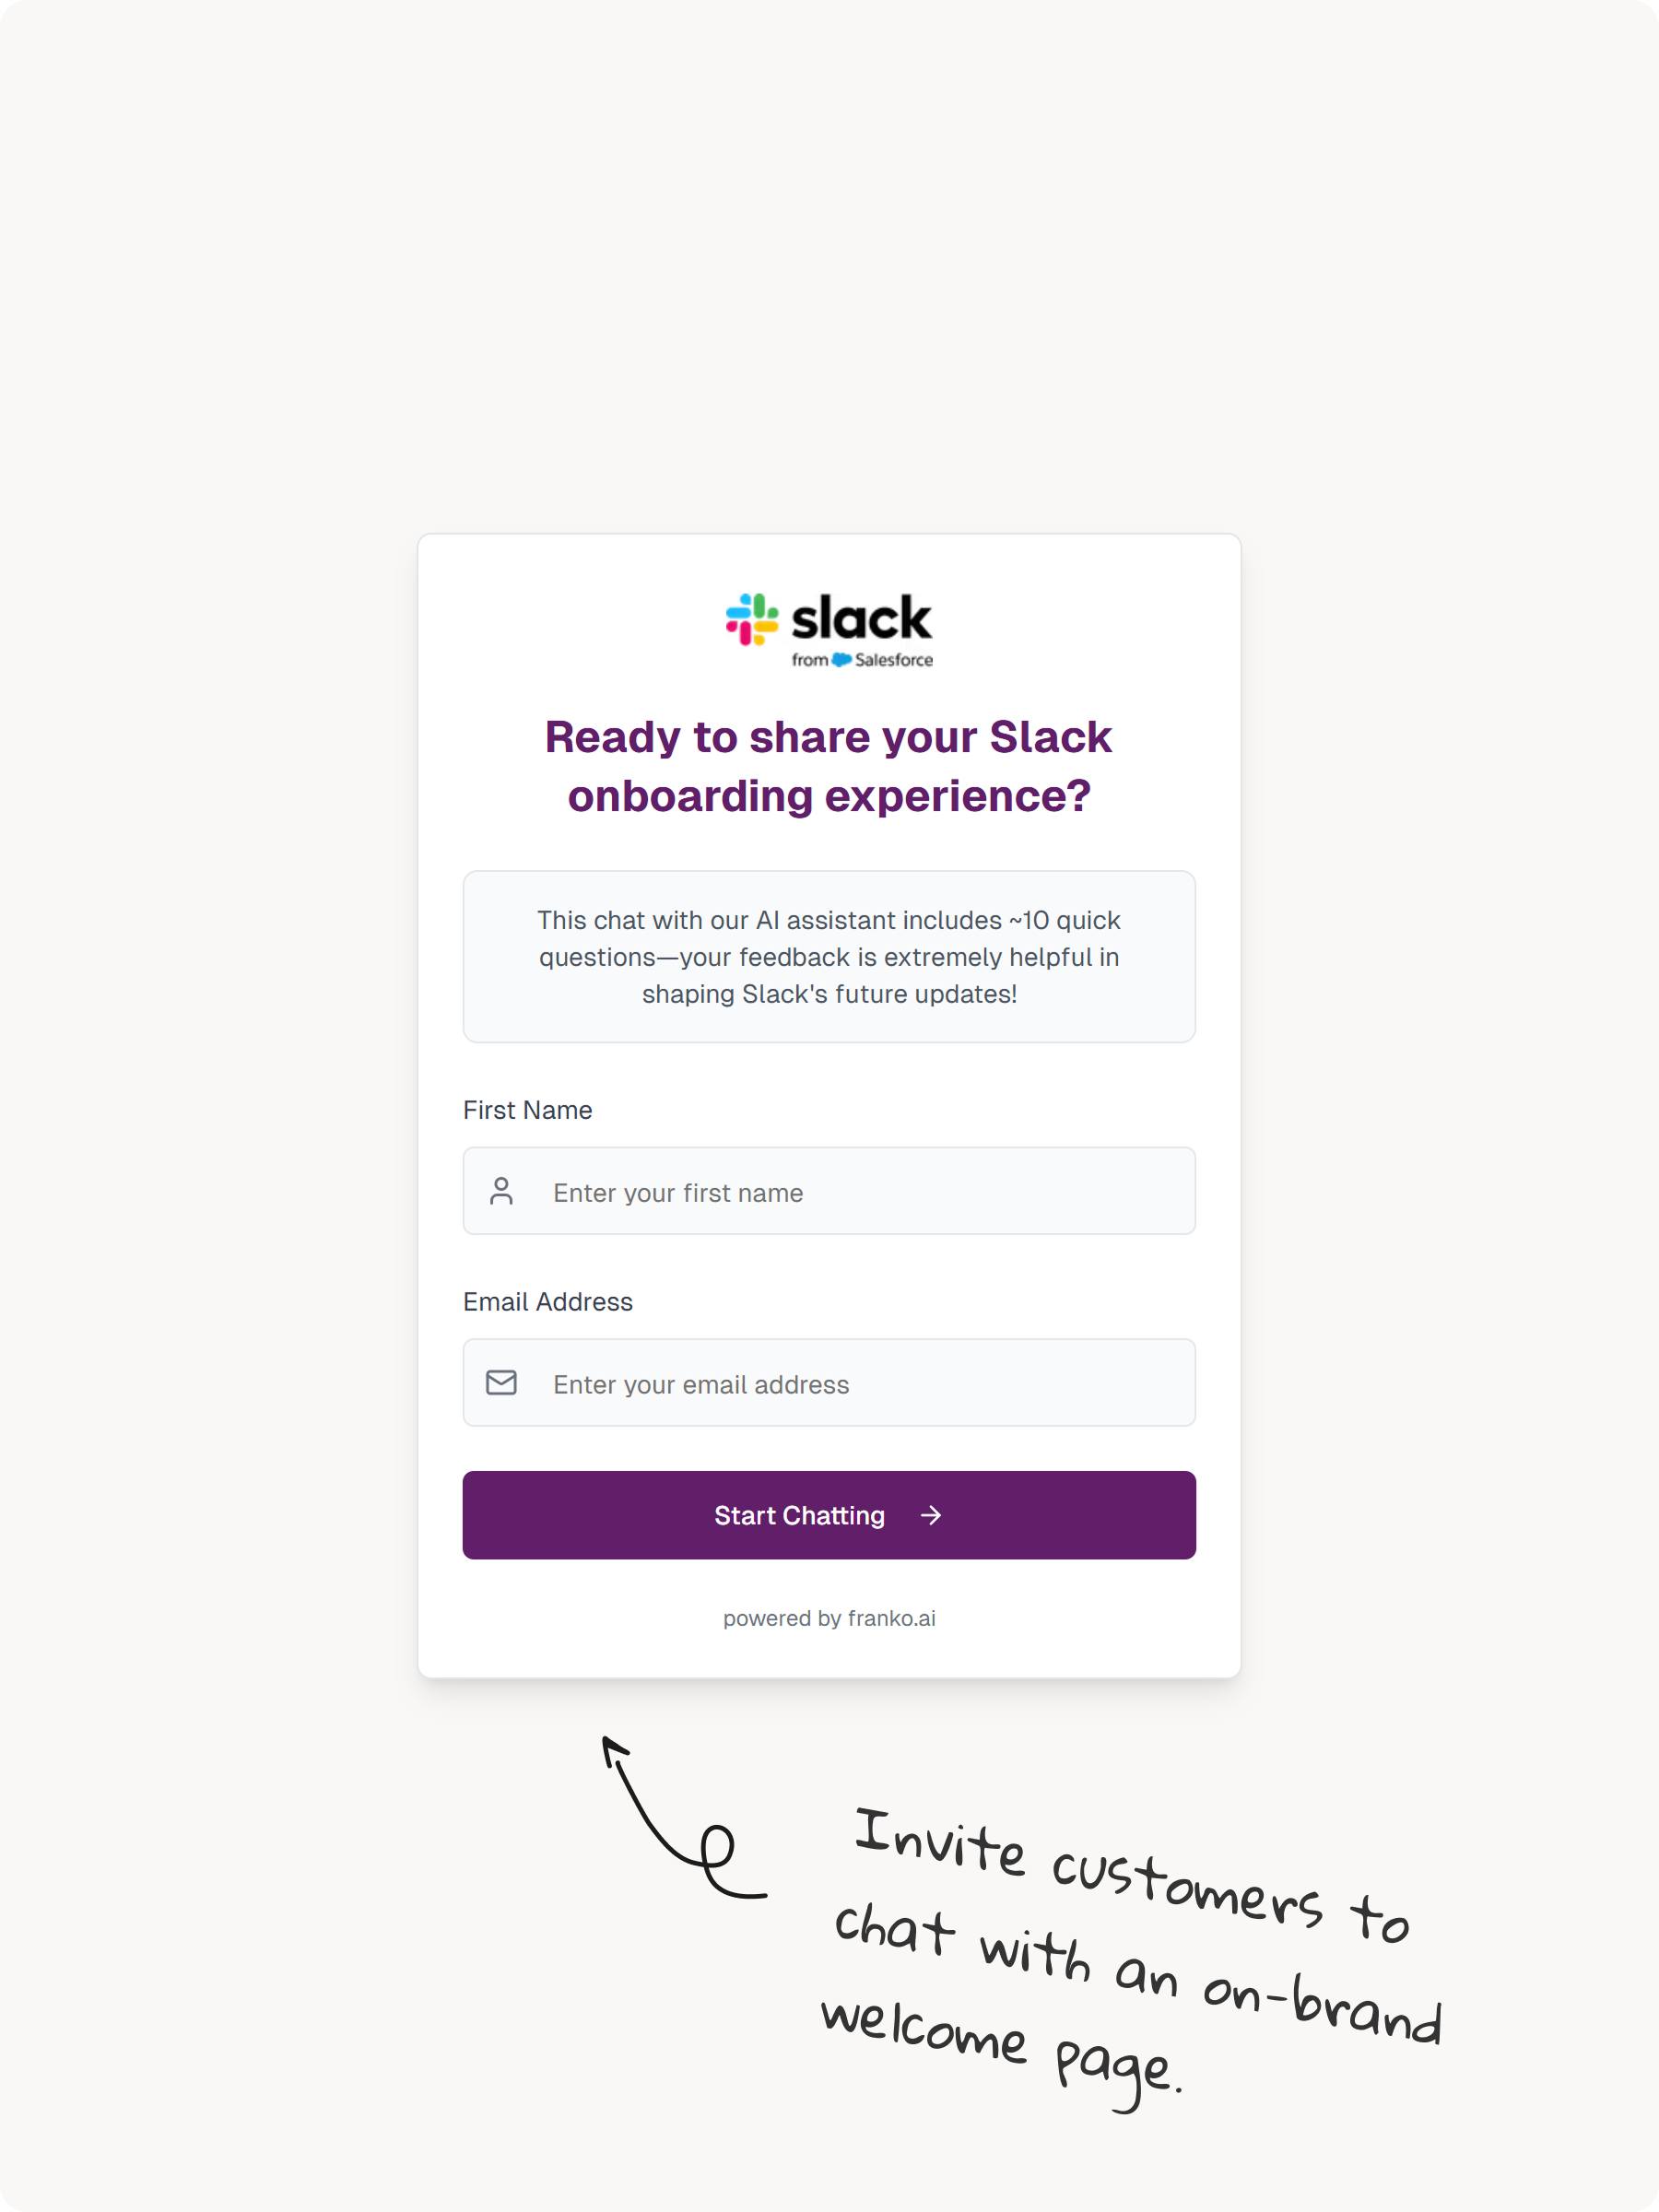 slack
from Salesforce
Ready to share your Slack
onboarding experience?
This chat with our AI assistant includes ~10 quick
questions—your feedback is extremely helpful in
shaping Slack's future updates!
First Name
Enter your first name
Email Address
Enter your email address
Start Chatting →
powered by franko.ai
Invite customers to
chat with an on-brand
welcome page.